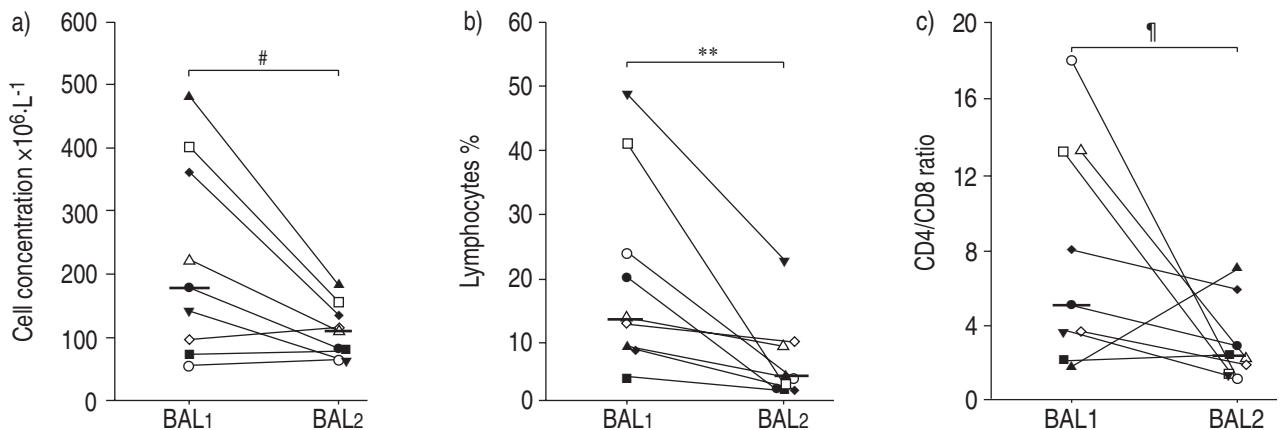 a)
Cell concentration ×10⁶·L⁻¹
600
500
400
300
200
100
0
#
BAL1
BAL2
b)
Lymphocytes %
60
50
40
30
20
10
0
**
BAL1
BAL2
c)
CD4/CD8 ratio
20
16
12
8
4
0
¶
BAL1
BAL2